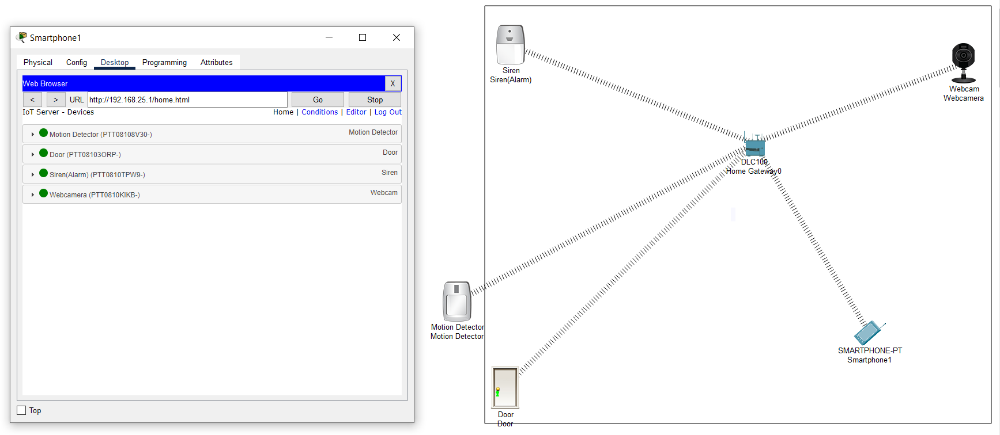 Smartphone1
Physical Config Desktop Programming Attributes
Web Browser X
< > URL http://192.168.25.1/home.html Go Stop
IoT Server - Devices Home | Conditions | Editor | Log Out
Motion Detector (PTT08108V30-) Motion Detector
Door (PTT08103ORP-) Door
Siren(Alarm) (PTT0810TPW9-) Siren
Webcamera (PTT0810KIKB-) Webcam
Top
Siren
Siren(Alarm)
Webcam
Webcamera
DLC100
Home Gateway0
Motion Detector
Motion Detector
SMARTPHONE-PT
Smartphone1
Door
Door